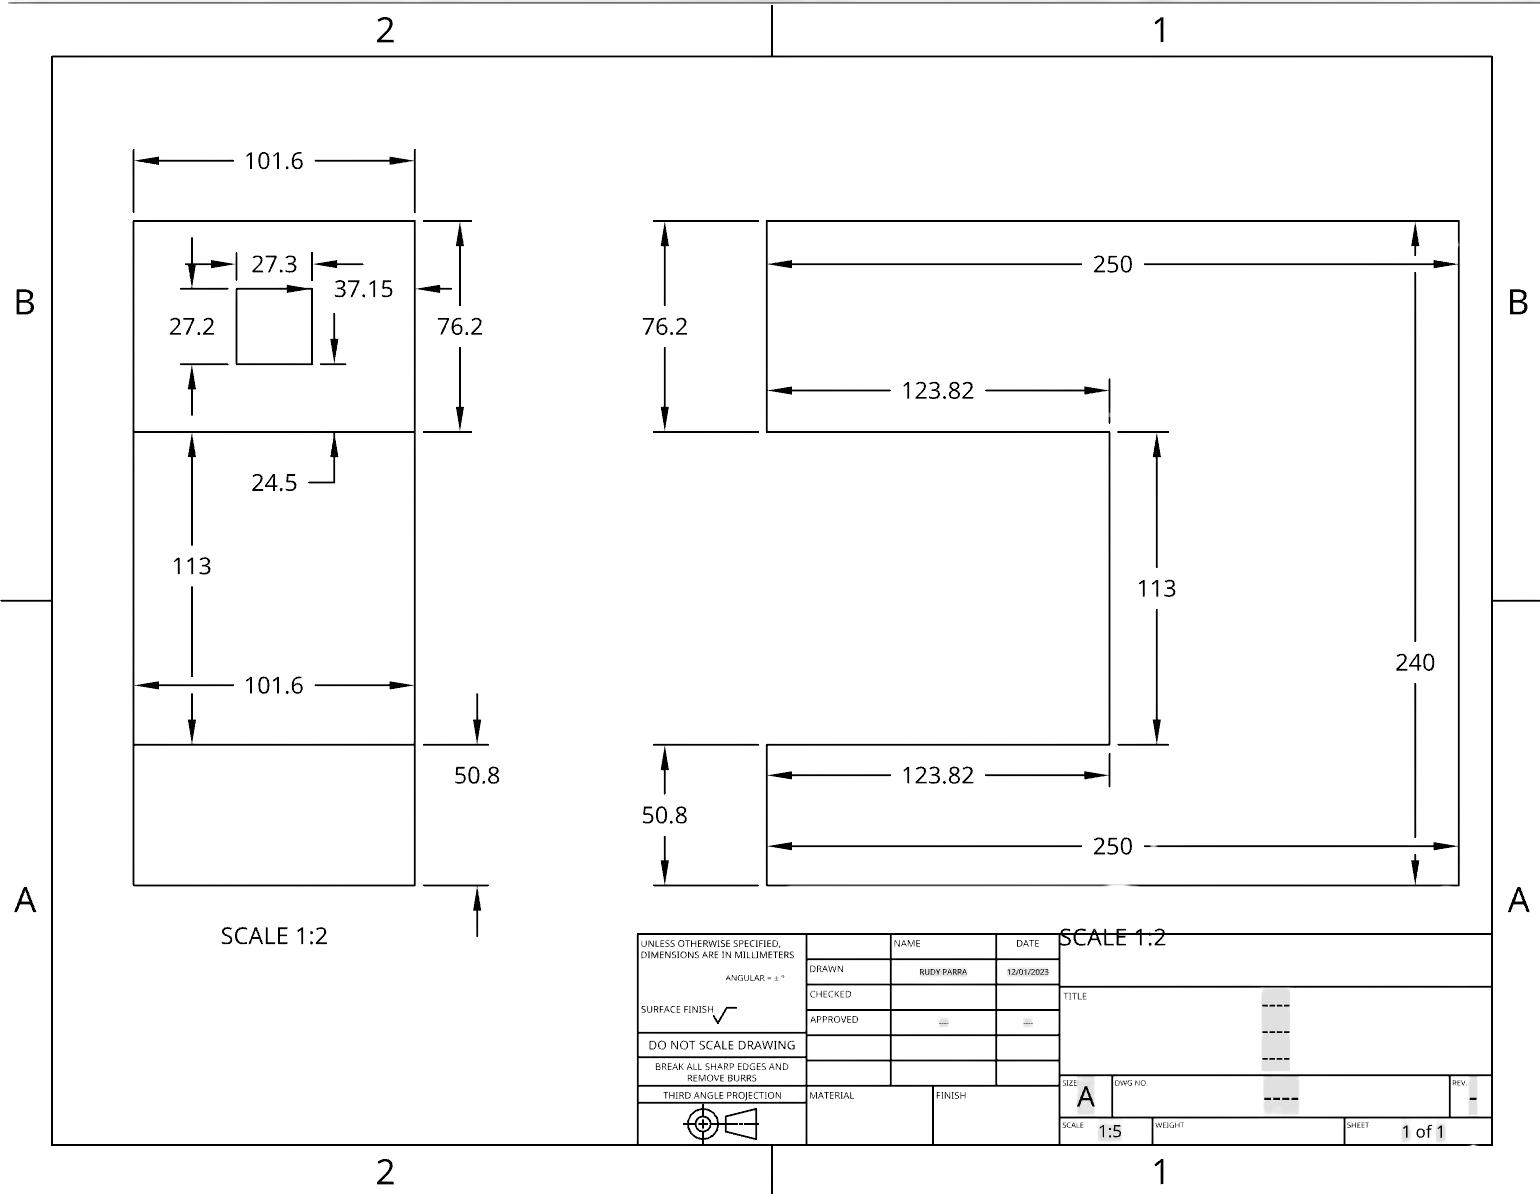 2
1
101.6
27.3
37.15
27.2
76.2
24.5
113
101.6
50.8
76.2
250
123.82
113
240
123.82
50.8
250
B
B
A
A
SCALE 1:2
SCALE 1:2
UNLESS OTHERWISE SPECIFIED,
DIMENSIONS ARE IN MILLIMETERS
ANGULAR = ± °
SURFACE FINISH
DO NOT SCALE DRAWING
BREAK ALL SHARP EDGES AND
REMOVE BURRS
THIRD ANGLE PROJECTION
NAME
DATE
DRAWN
RUDY PARRA
12/01/2023
CHECKED
APPROVED
---
---
MATERIAL
FINISH
TITLE
----
----
----
SIZE
A
DWG NO.
----
REV.
-
SCALE
1:5
WEIGHT
SHEET
1 of 1
2
1